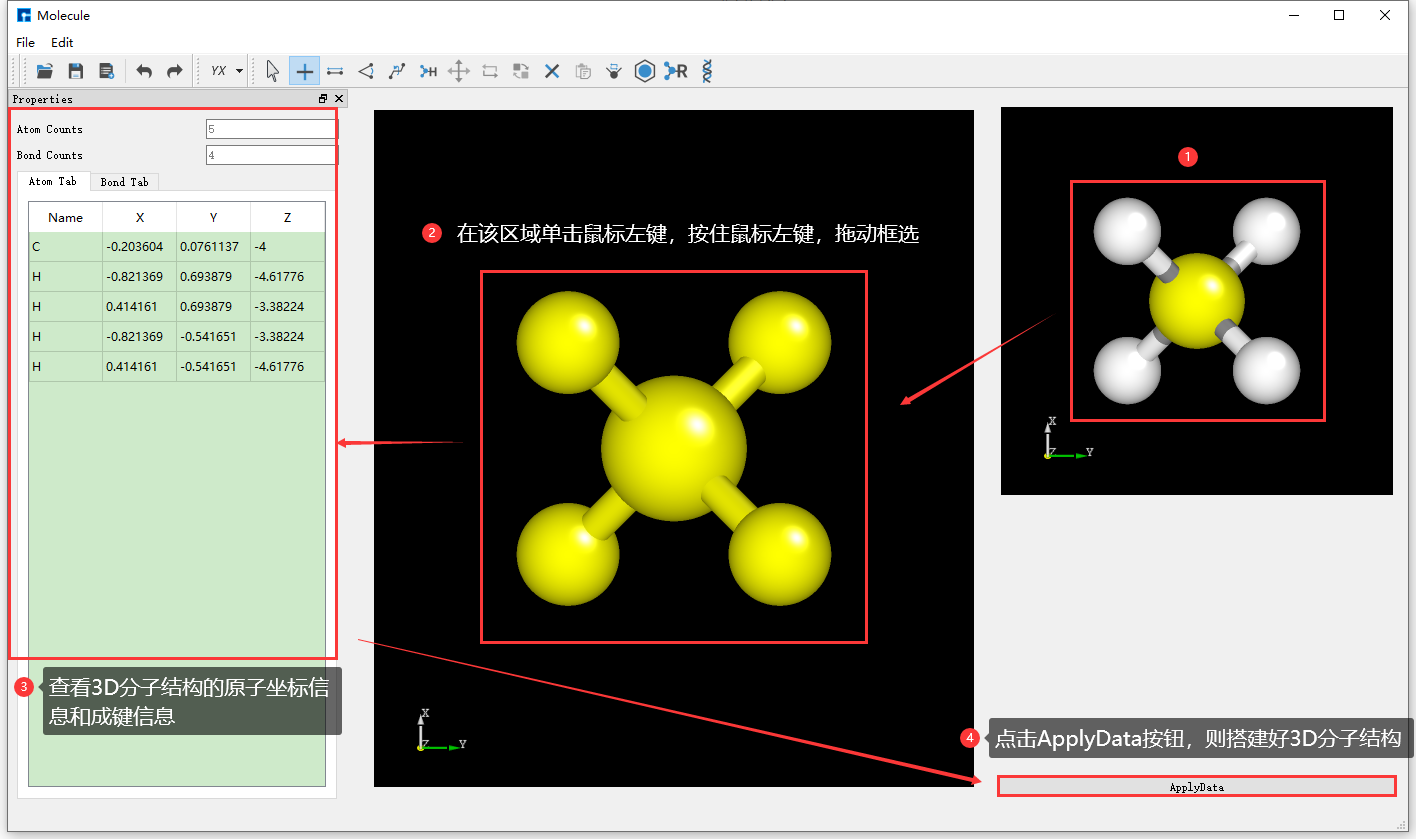 Molecule
File Edit
YX
H
R
Properties
Atom Counts 5
Bond Counts 4
Atom Tab Bond Tab
Name X Y Z
C -0.203604 0.0761137 -4
H -0.821369 0.693879 -4.61776
H 0.414161 0.693879 -3.38224
H -0.821369 -0.541651 -3.38224
H 0.414161 -0.541651 -4.61776
3 查看3D分子结构的原子坐标信
息和成键信息
2 在该区域单击鼠标左键，按住鼠标左键，拖动框选
X
Z Y
1
X
Z Y
4 点击ApplyData按钮，则搭建好3D分子结构
ApplyData